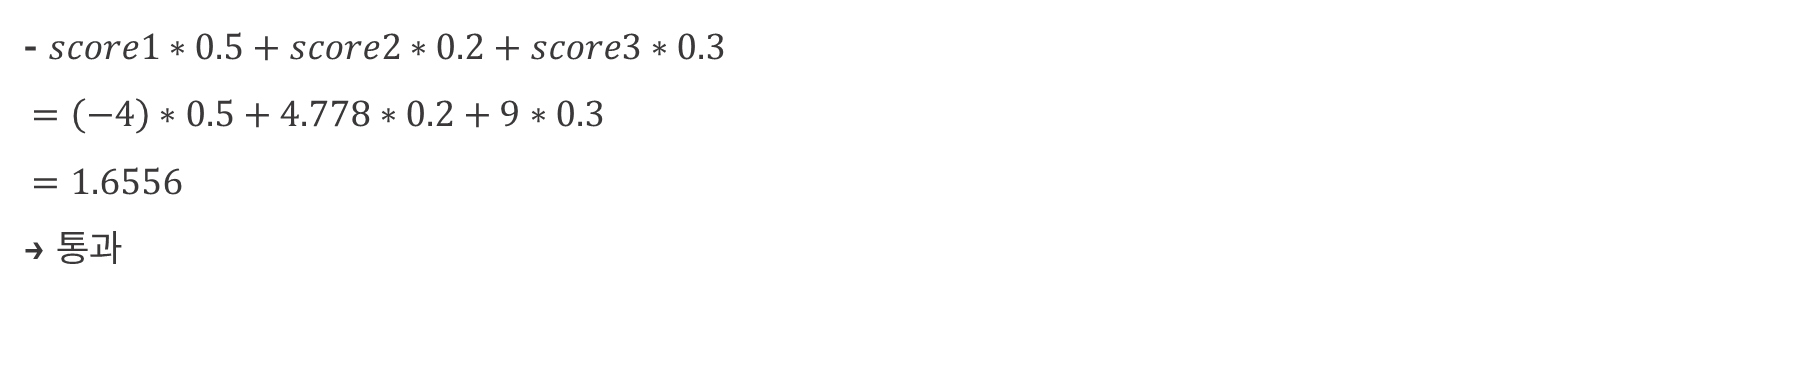 - score1 ∗ 0.5 + score2 ∗ 0.2 + score3 ∗ 0.3
= (−4) ∗ 0.5 + 4.778 ∗ 0.2 + 9 ∗ 0.3
= 1.6556
→ 통과